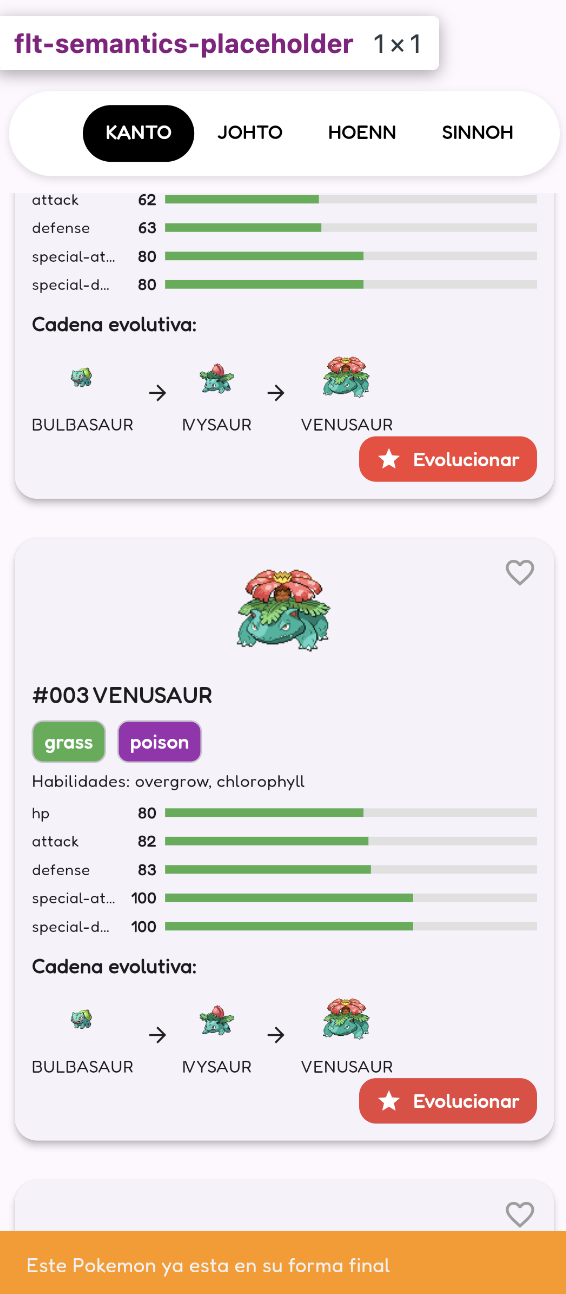 flt-semantics-placeholder 1×1
KANTO JOHTO HOENN SINNOH
attack 62
defense 63
special-at... 80
special-d... 80
Cadena evolutiva:
BULBASAUR → IVYSAUR → VENUSAUR
Evolucionar
#003 VENUSAUR
grass poison
Habilidades: overgrow, chlorophyll
hp 80
attack 82
defense 83
special-at... 100
special-d... 100
Cadena evolutiva:
BULBASAUR → IVYSAUR → VENUSAUR
Evolucionar
Este Pokemon ya esta en su forma final